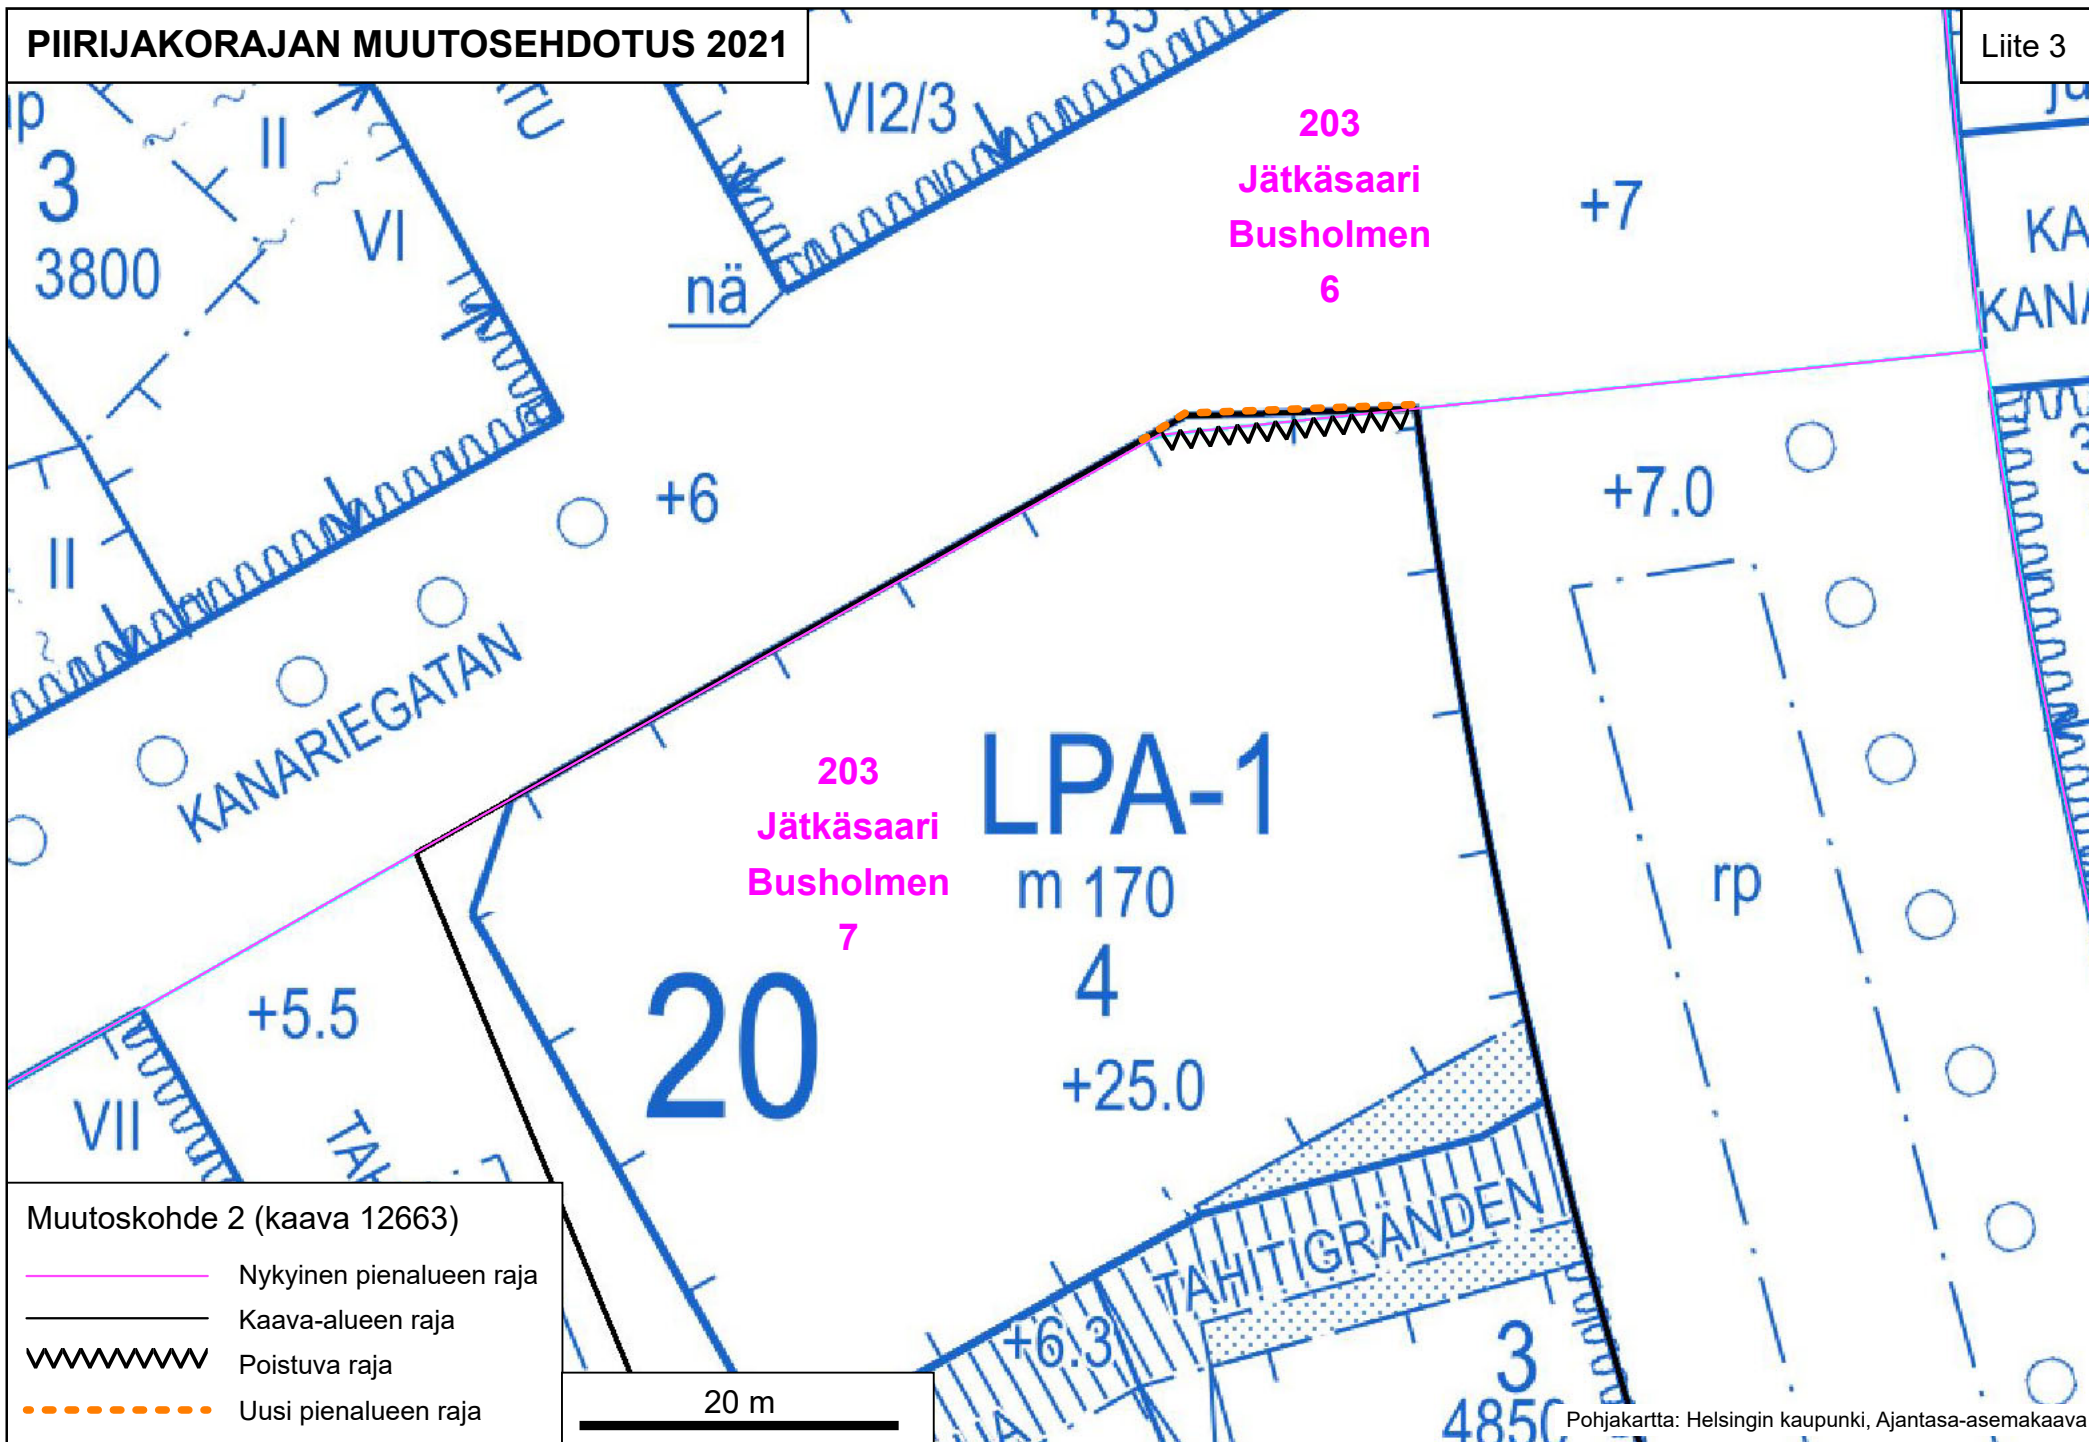 PIIRIJAKORAJAN MUUTOSEHDOTUS 2021
Liite 3
3
3800
II
VI
II
VI2/3
nä
203
Jätkäsaari
Busholmen
6
+7
+6
+7.0
KANARIEGATAN
203
Jätkäsaari
Busholmen
7
LPA-1
m 170
4
+25.0
20
rp
+5.5
VII
TAHITIGRÄNDEN
+6.3
3
Muutoskohde 2 (kaava 12663)
Nykyinen pienalueen raja
Kaava-alueen raja
Poistuva raja
Uusi pienalueen raja
20 m
Pohjakartta: Helsingin kaupunki, Ajantasa-asemakaava